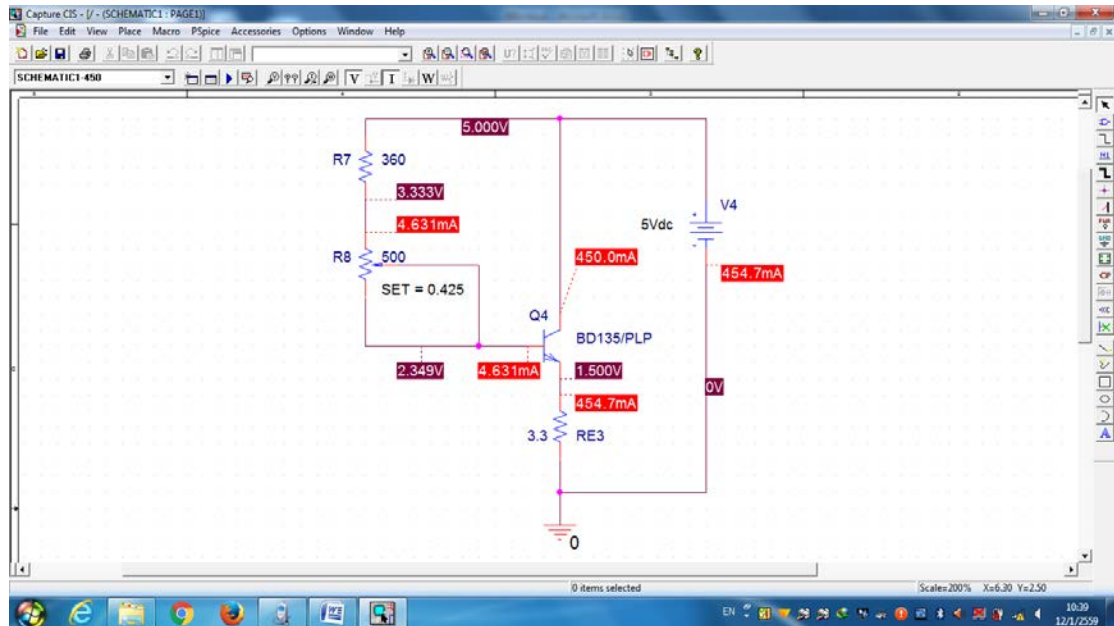 Capture CIS - [/ - (SCHEMATIC1 : PAGE1)]
File Edit View Place Macro PSpice Accessories Options Window Help
SCHEMATIC1-450
V I W
5.000V
R7 360
3.333V
4.631mA
R8 500
SET = 0.425
V4
5Vdc
454.7mA
450.0mA
Q4
BD135/PLP
2.349V
4.631mA
1.500V
454.7mA
0V
3.3 RE3
0
0 items selected
Scale=200% X=6.30 Y=2.50
EN
10:39
12/1/2559